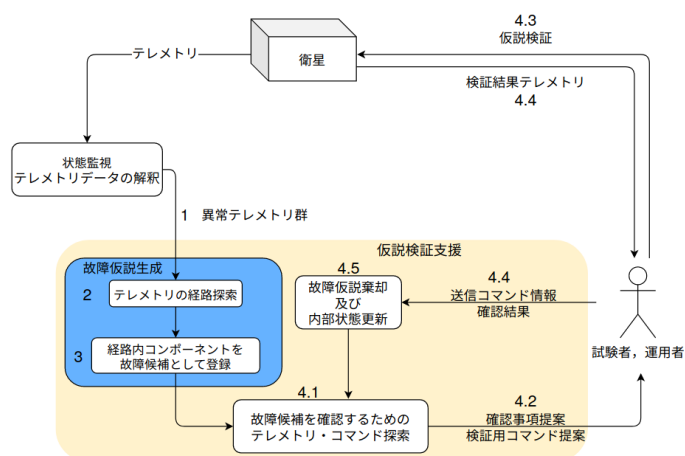 4.3
仮説検証
衛星
テレメトリ
検証結果テレメトリ
4.4
状態監視
テレメトリデータの解釈
1 異常テレメトリ群
仮説検証支援
故障仮説生成
2
テレメトリの経路探索
3
経路内コンポーネントを
故障候補として登録
4.5
故障仮説棄却
及び
内部状態更新
4.4
送信コマンド情報
確認結果
試験者，運用者
4.1
故障候補を確認するための
テレメトリ・コマンド探索
4.2
確認事項提案
検証用コマンド提案